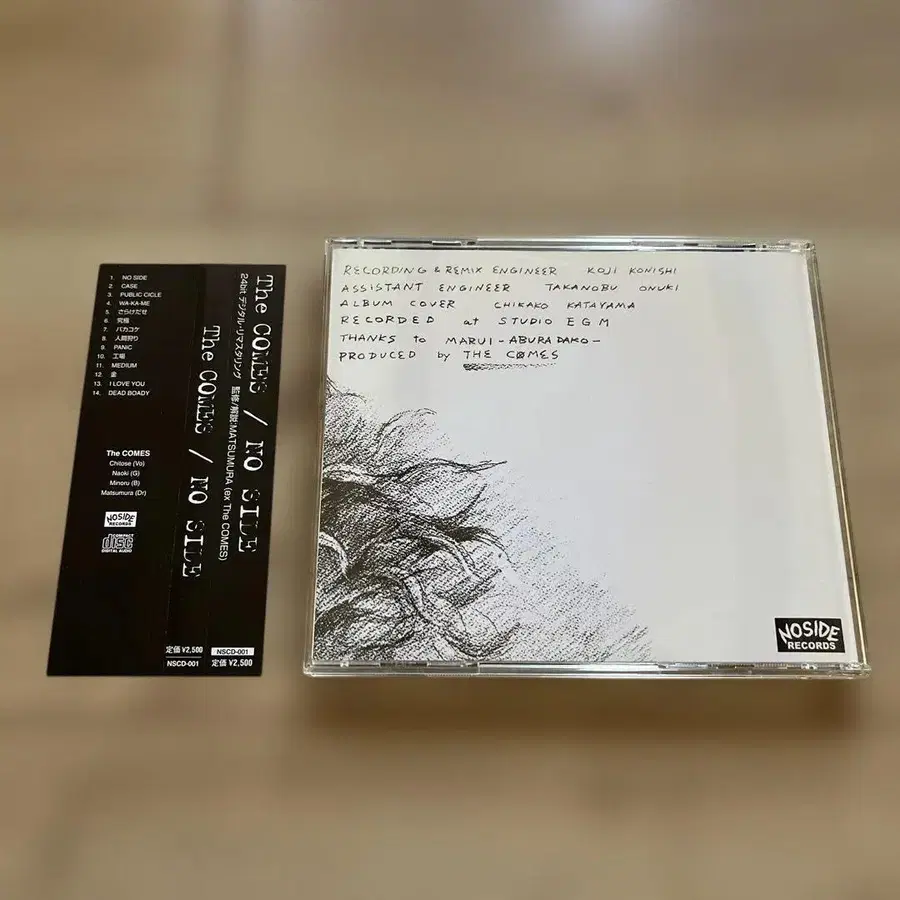 1. NO SIDE
2. CASE
3. PUBLIC CICLE
4. WA-KA-ME
5. さらけだせ
6. 究極
7. バカコケ
8. 人間狩り
9. PANIC
10. 工場
11. MEDIUM
12. 金
13. I LOVE YOU
14. DEAD BOADY
The COMES
Chitose (Vo)
Naoki (G)
Minoru (B)
Matsumura (Dr)
NOSIDE
RECORDS
COMPACT
disc
DIGITAL AUDIO
The COMES / NO SILE
定価 ¥2,500
NSCD-001
The COMES / NO SILE
24bit デジタル・リマスタリング 監修/解説:MATSUMURA (ex The COMES)
NSCD-001
定価 ¥2,500
RECORDING & REMIX ENGINEER KOJI KONISHI
ASSISTANT ENGINEER TAKANOBU ONUKI
ALBUM COVER CHIKAKO KATAYAMA
RECORDED at STUDIO EGM
THANKS to MARUI -ABURADAKO-
PRODUCED by THE CØMES
NOSIDE
RECORDS